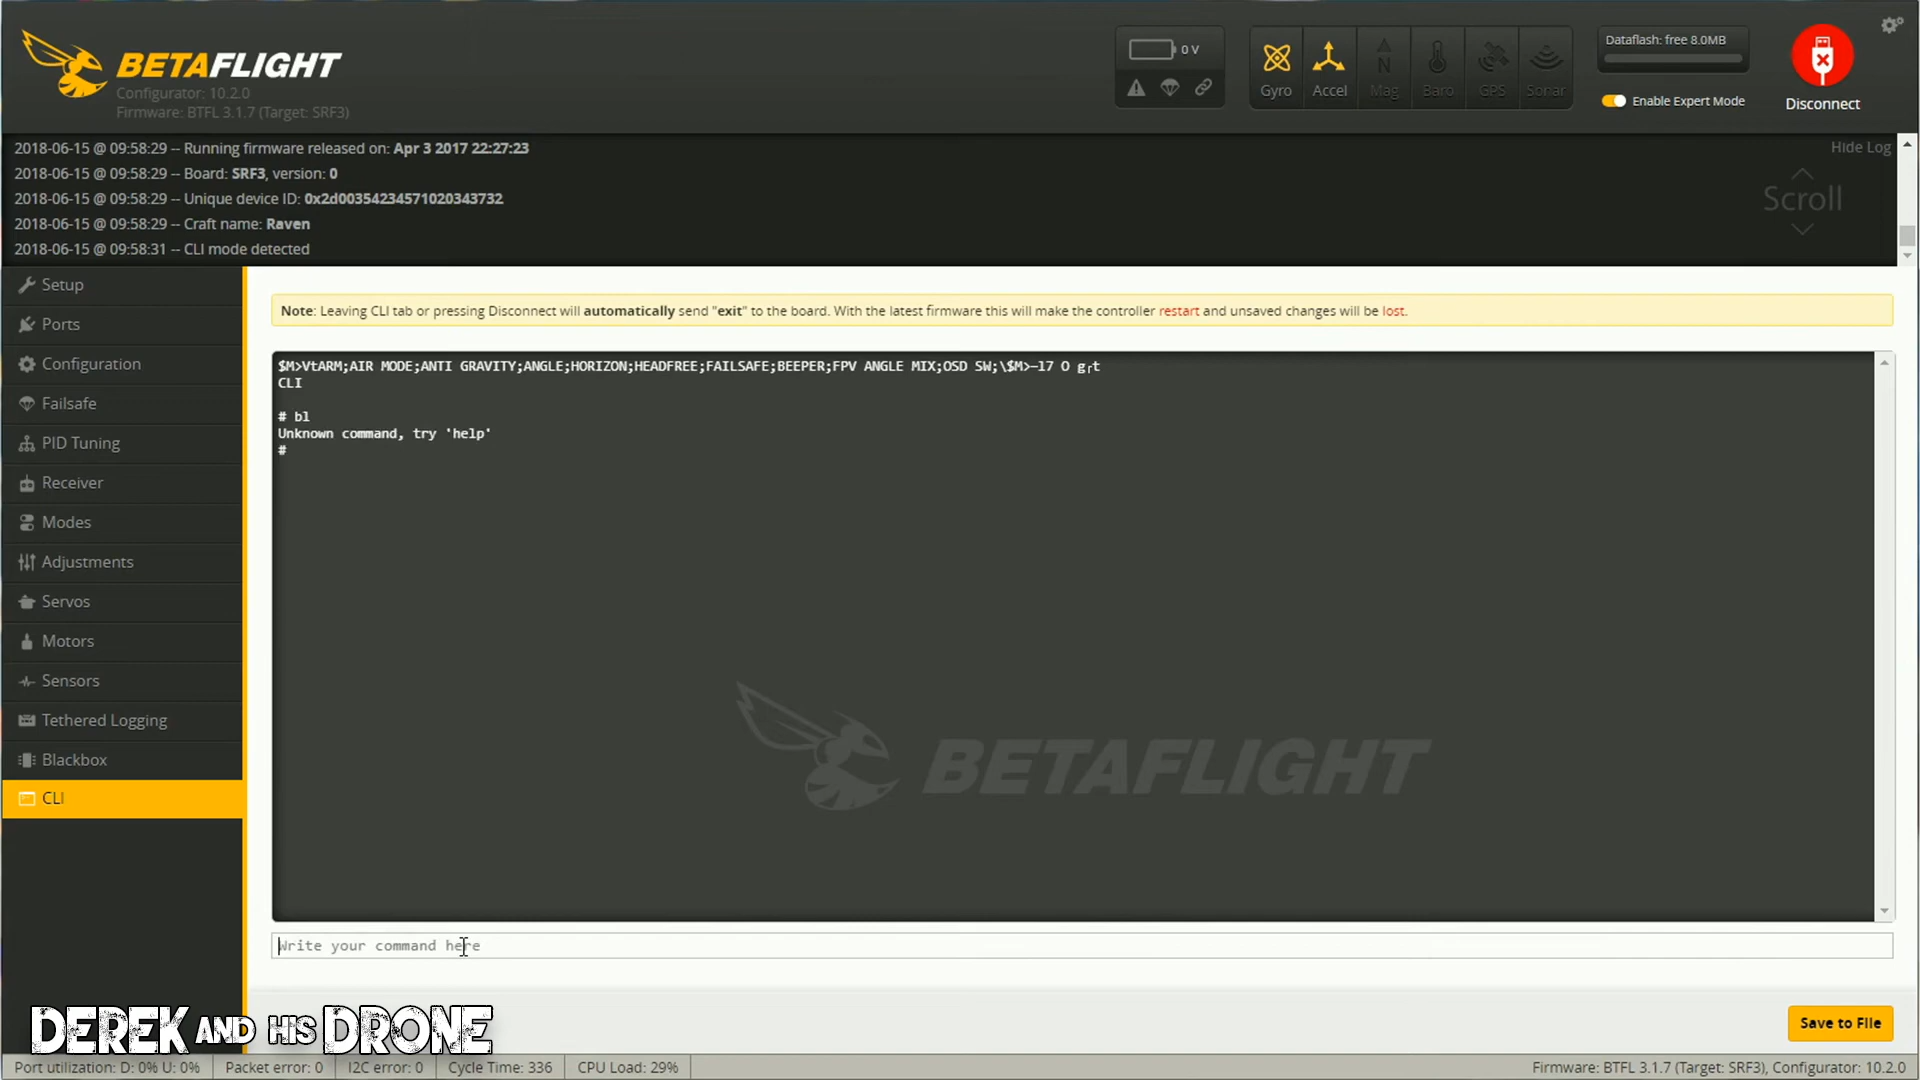 BETAFLIGHT
Configurator: 10.2.0
Firmware: BTFL 3.1.7 (Target: SRF3)
0 V
Gyro
Accel
Mag
Baro
GPS
Sonar
Dataflash: free 8.0MB
Enable Expert Mode
Disconnect
2018-06-15 @ 09:58:29 -- Running firmware released on: Apr 3 2017 22:27:23
2018-06-15 @ 09:58:29 -- Board: SRF3, version: 0
2018-06-15 @ 09:58:29 -- Unique device ID: 0x2d00354234571020343732
2018-06-15 @ 09:58:29 -- Craft name: Raven
2018-06-15 @ 09:58:31 -- CLI mode detected
Hide Log
Scroll
Setup
Ports
Configuration
Failsafe
PID Tuning
Receiver
Modes
Adjustments
Servos
Motors
Sensors
Tethered Logging
Blackbox
CLI
Note: Leaving CLI tab or pressing Disconnect will automatically send "exit" to the board. With the latest firmware this will make the controller restart and unsaved changes will be lost.
$M>VtARM;AIR MODE;ANTI GRAVITY;ANGLE;HORIZON;HEADFREE;FAILSAFE;BEEPER;FPV ANGLE MIX;OSD SW;\$M>
CLI
# bl
Unknown command, try 'help'
#
BETAFLIGHT
Write your command here
DEREK AND HIS DRONE
Save to File
Port utilization: D: 0% U: 0%
Packet error: 0
I2C error: 0
Cycle Time: 336
CPU Load: 29%
Firmware: BTFL 3.1.7 (Target: SRF3), Configurator: 10.2.0